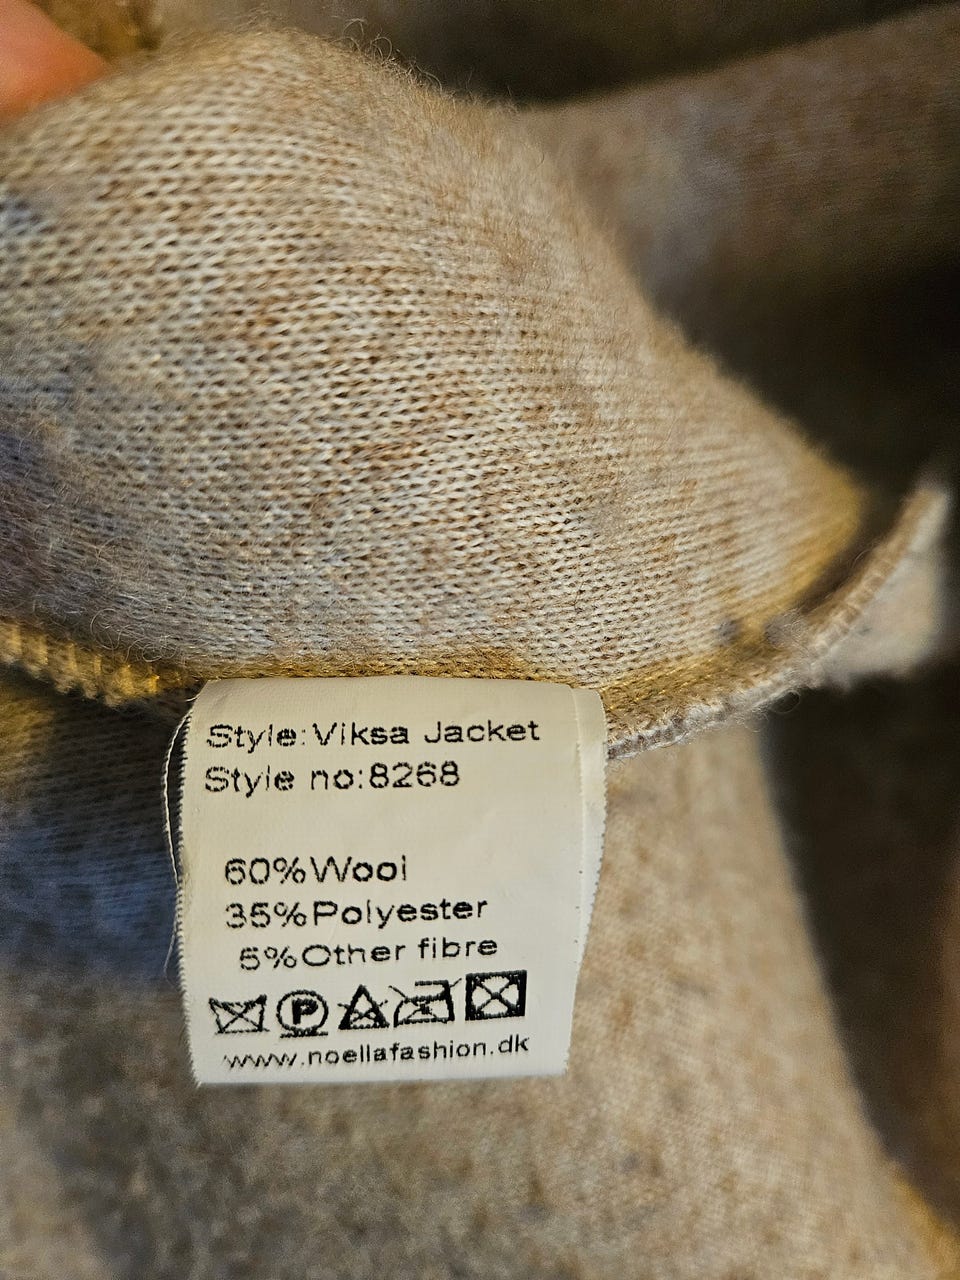 Style:Viksa Jacket
Style no:8268
60%Wool
35%Polyester
5%Other fibre
P
www.noellafashion.dk